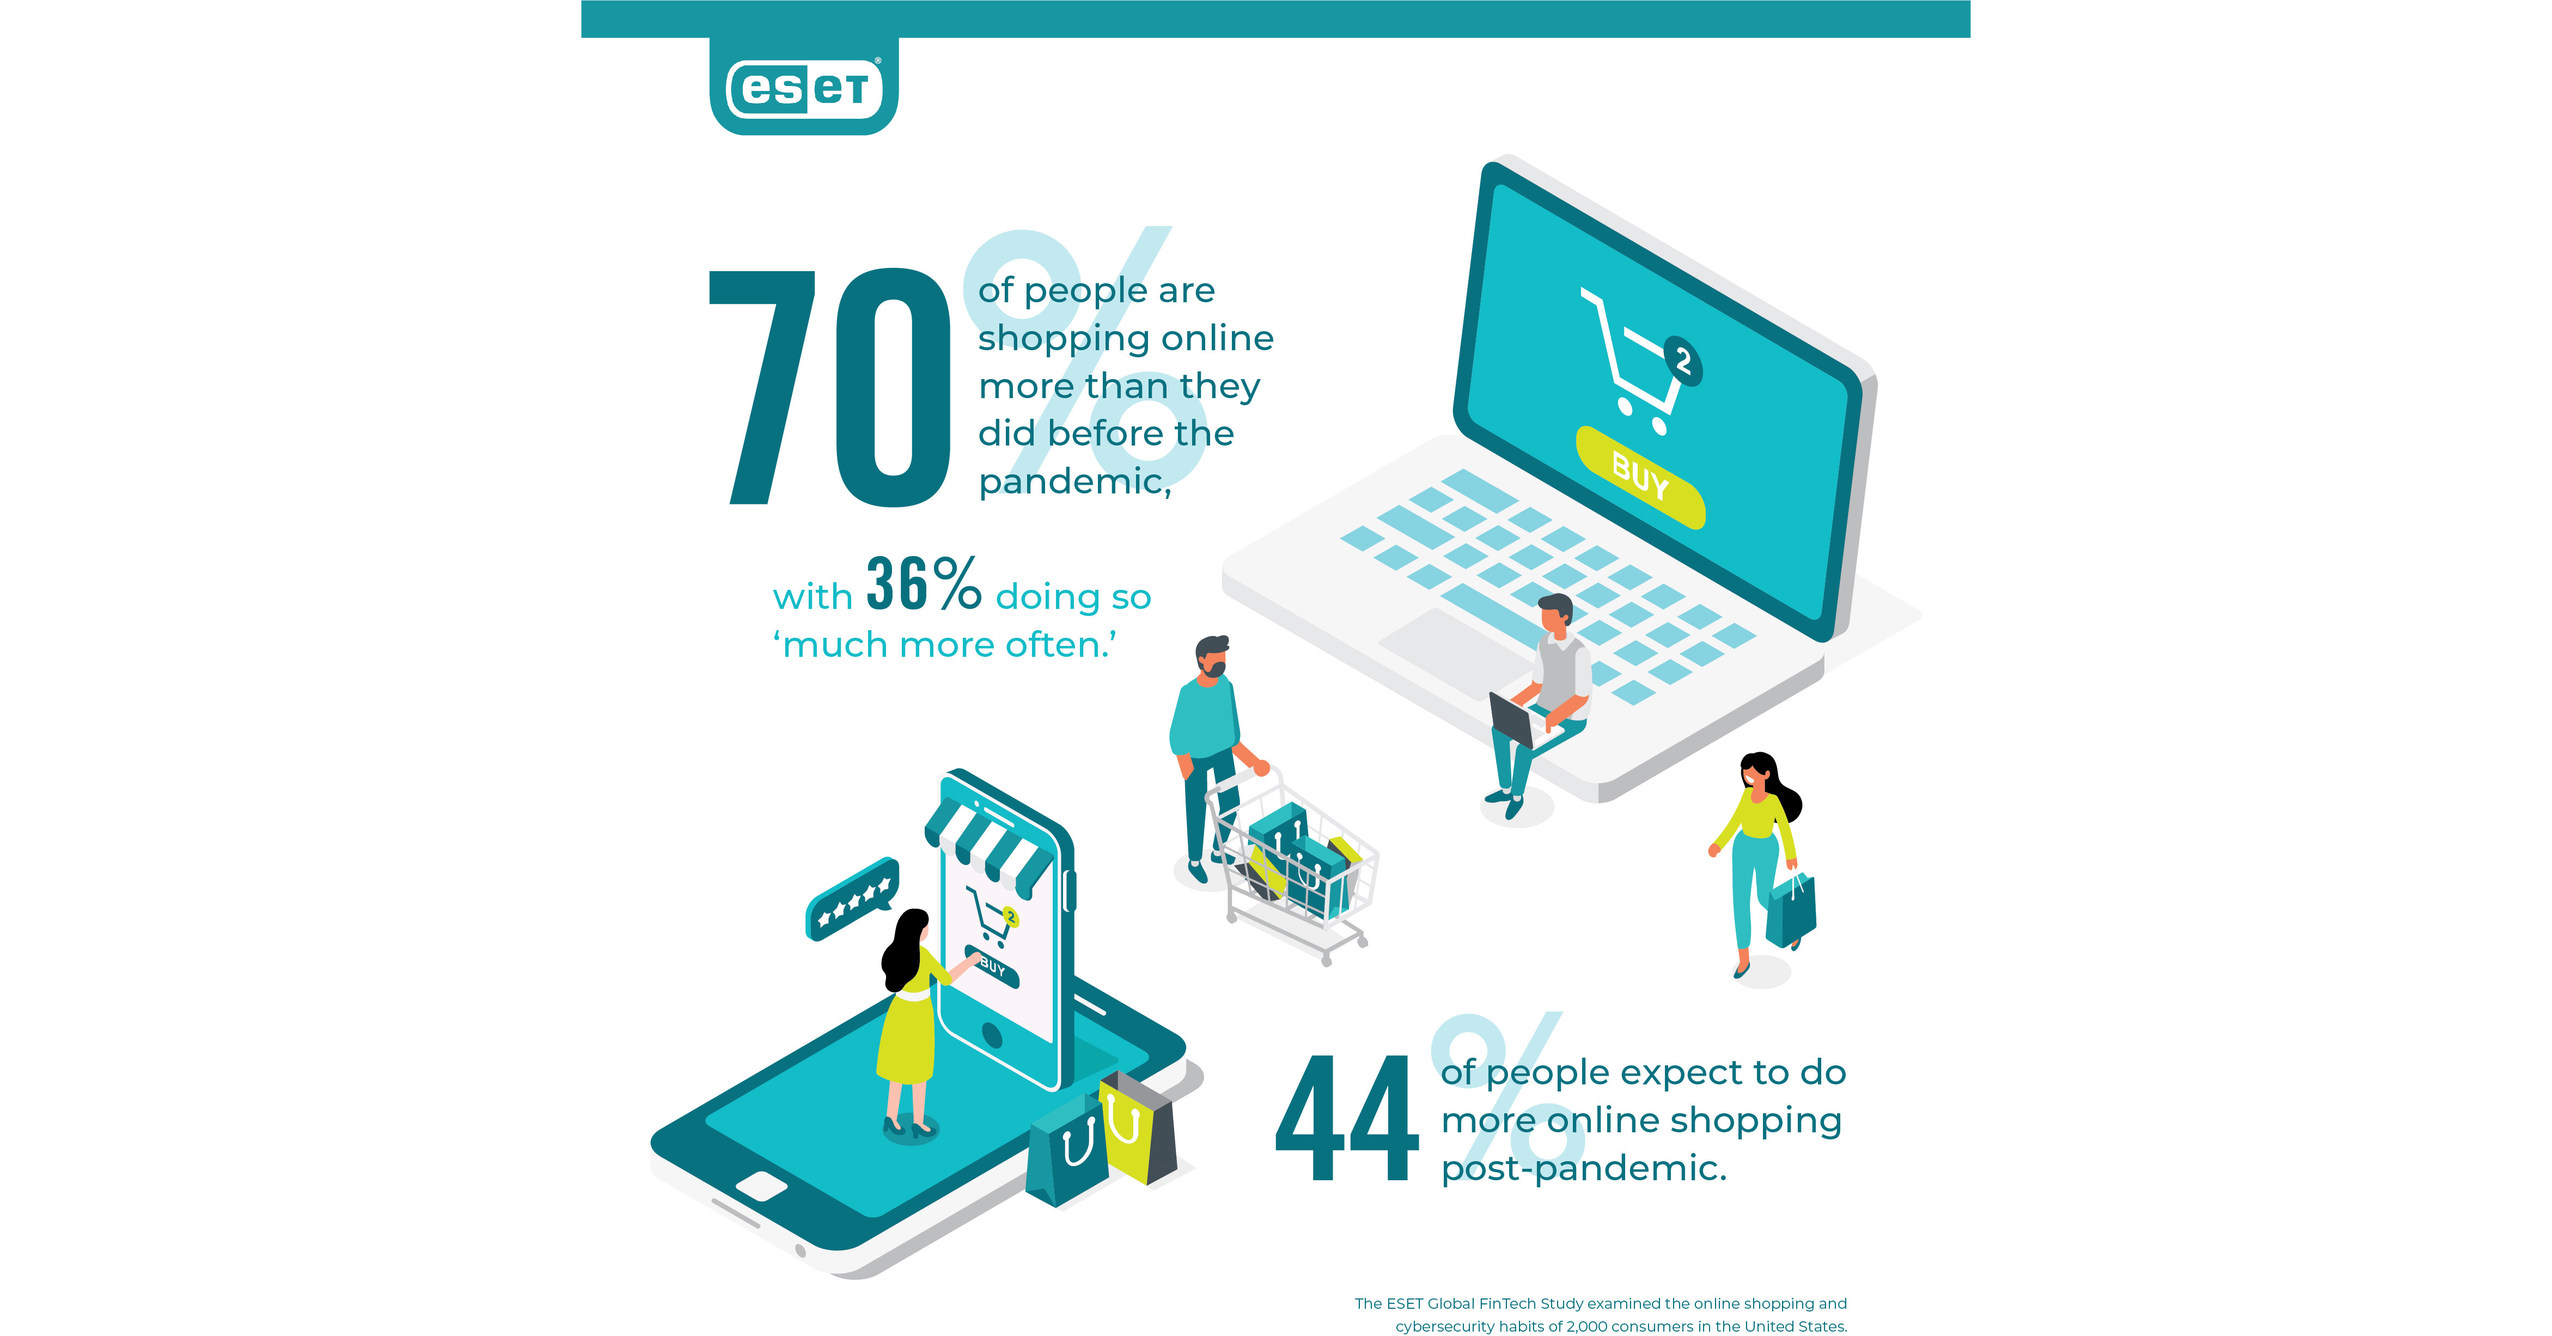 eset®
70%
of people are
shopping online
more than they
did before the
pandemic,
with 36% doing so
‘much more often.’
2
BUY
2
BUY
44%
of people expect to do
more online shopping
post-pandemic.
The ESET Global FinTech Study examined the online shopping and
cybersecurity habits of 2,000 consumers in the United States.